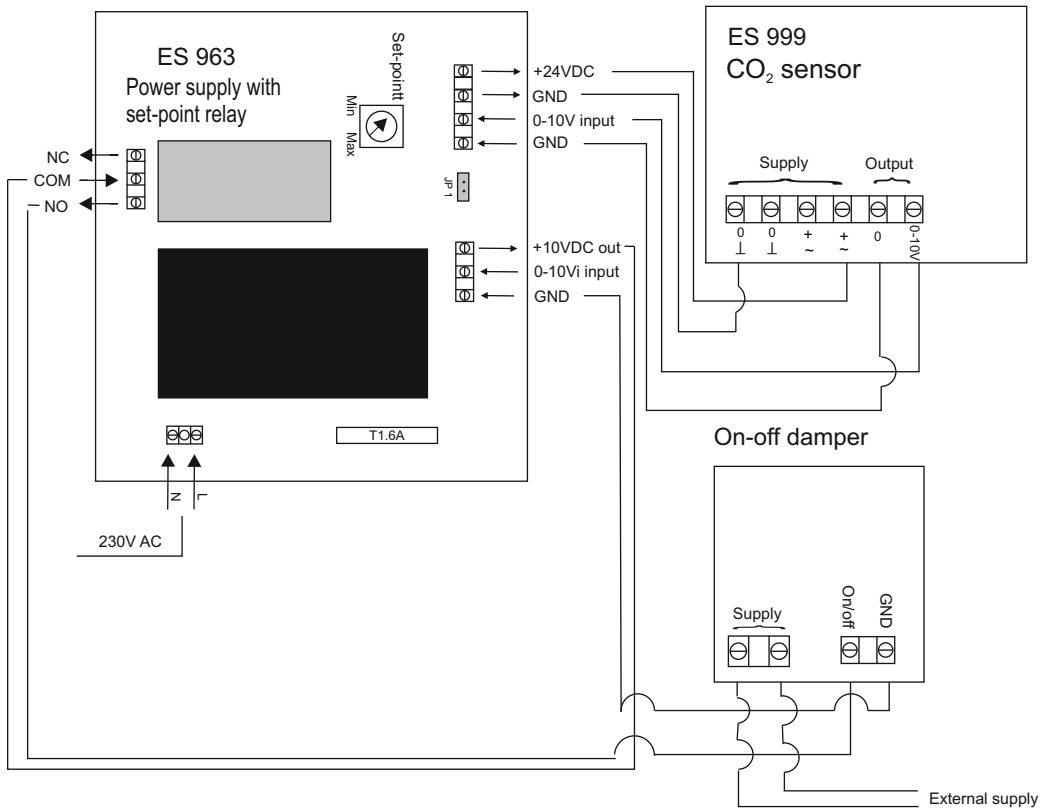 ES 963
Power supply with
set-point relay
Set-pointt
Min
Max
+24VDC
GND
0-10V input
GND
NC
COM
NO
JP 1
+10VDC out
0-10Vi input
GND
T1.6A
N
L
230V AC
ES 999
CO₂ sensor
Supply
Output
0
0
+
+
0
0-10V
⊥
⊥
~
~
On-off damper
Supply
On/off
GND
External supply